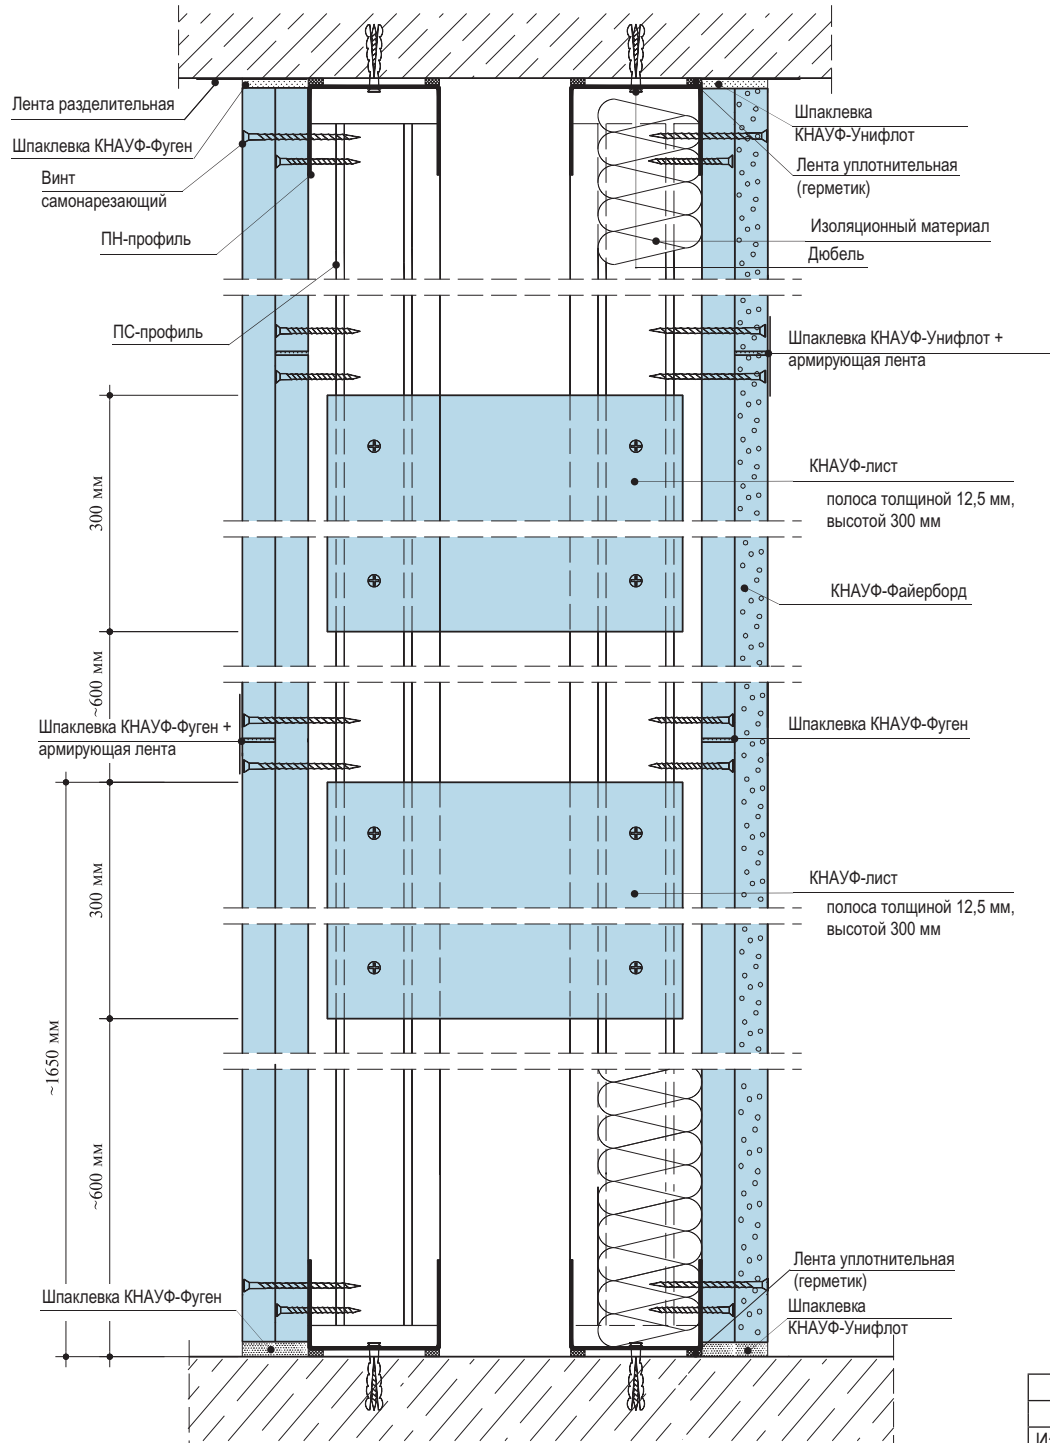 Лента разделительная
Шпаклевка КНАУФ-Фуген
Винт
самонарезающий
ПН-профиль
ПС-профиль
Шпаклевка
КНАУФ-Унифлот
Лента уплотнительная
(герметик)
Изоляционный материал
Дюбель
Шпаклевка КНАУФ-Унифлот +
армирующая лента
300 мм
КНАУФ-лист
полоса толщиной 12,5 мм,
высотой 300 мм
КНАУФ-Файерборд
~600 мм
Шпаклевка КНАУФ-Фуген +
армирующая лента
Шпаклевка КНАУФ-Фуген
300 мм
КНАУФ-лист
полоса толщиной 12,5 мм,
высотой 300 мм
~1650 мм
~600 мм
Шпаклевка КНАУФ-Фуген
Лента уплотнительная
(герметик)
Шпаклевка
КНАУФ-Унифлот